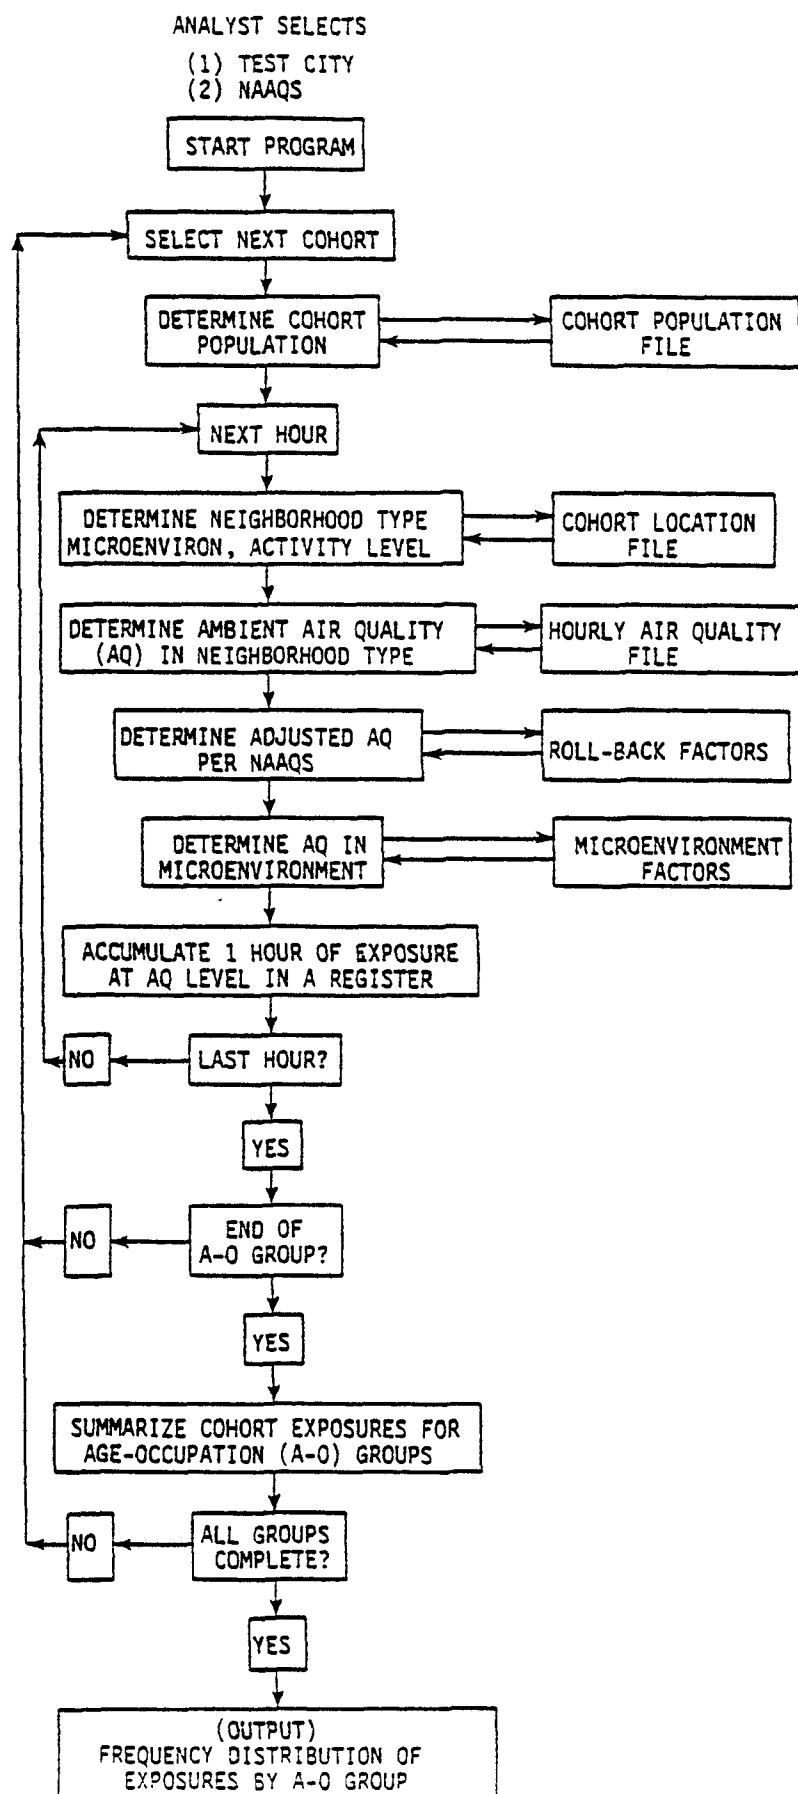 ANALYST SELECTS
(1) TEST CITY
(2) NAAQS
START PROGRAM
SELECT NEXT COHORT
DETERMINE COHORT
POPULATION
COHORT POPULATION
FILE
NEXT HOUR
DETERMINE NEIGHBORHOOD TYPE
MICROENVIRON, ACTIVITY LEVEL
COHORT LOCATION
FILE
DETERMINE AMBIENT AIR QUALITY
(AQ) IN NEIGHBORHOOD TYPE
HOURLY AIR QUALITY
FILE
DETERMINE ADJUSTED AQ
PER NAAQS
ROLL-BACK FACTORS
DETERMINE AQ IN
MICROENVIRONMENT
MICROENVIRONMENT
FACTORS
ACCUMULATE 1 HOUR OF EXPOSURE
AT AQ LEVEL IN A REGISTER
NO
LAST HOUR?
YES
NO
END OF
A-O GROUP?
YES
SUMMARIZE COHORT EXPOSURES FOR
AGE-OCCUPATION (A-O) GROUPS
NO
ALL GROUPS
COMPLETE?
YES
(OUTPUT)
FREQUENCY DISTRIBUTION OF
EXPOSURES BY A-O GROUP